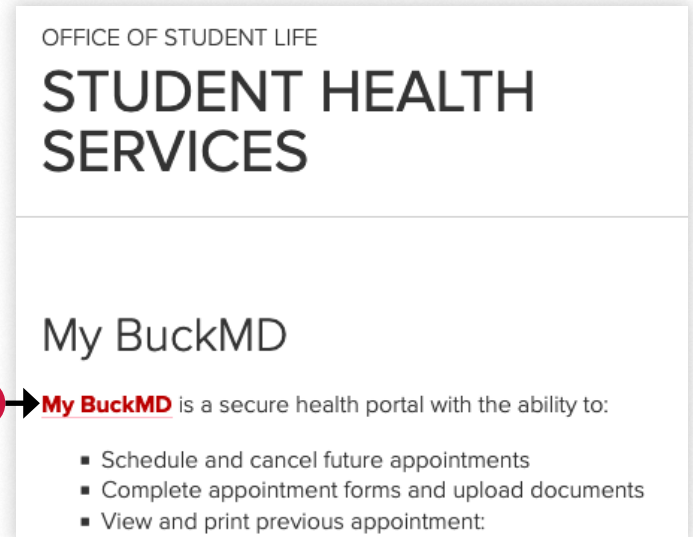 OFFICE OF STUDENT LIFE
STUDENT HEALTH
SERVICES
My BuckMD
My BuckMD is a secure health portal with the ability to:
▪ Schedule and cancel future appointments
▪ Complete appointment forms and upload documents
▪ View and print previous appointment: